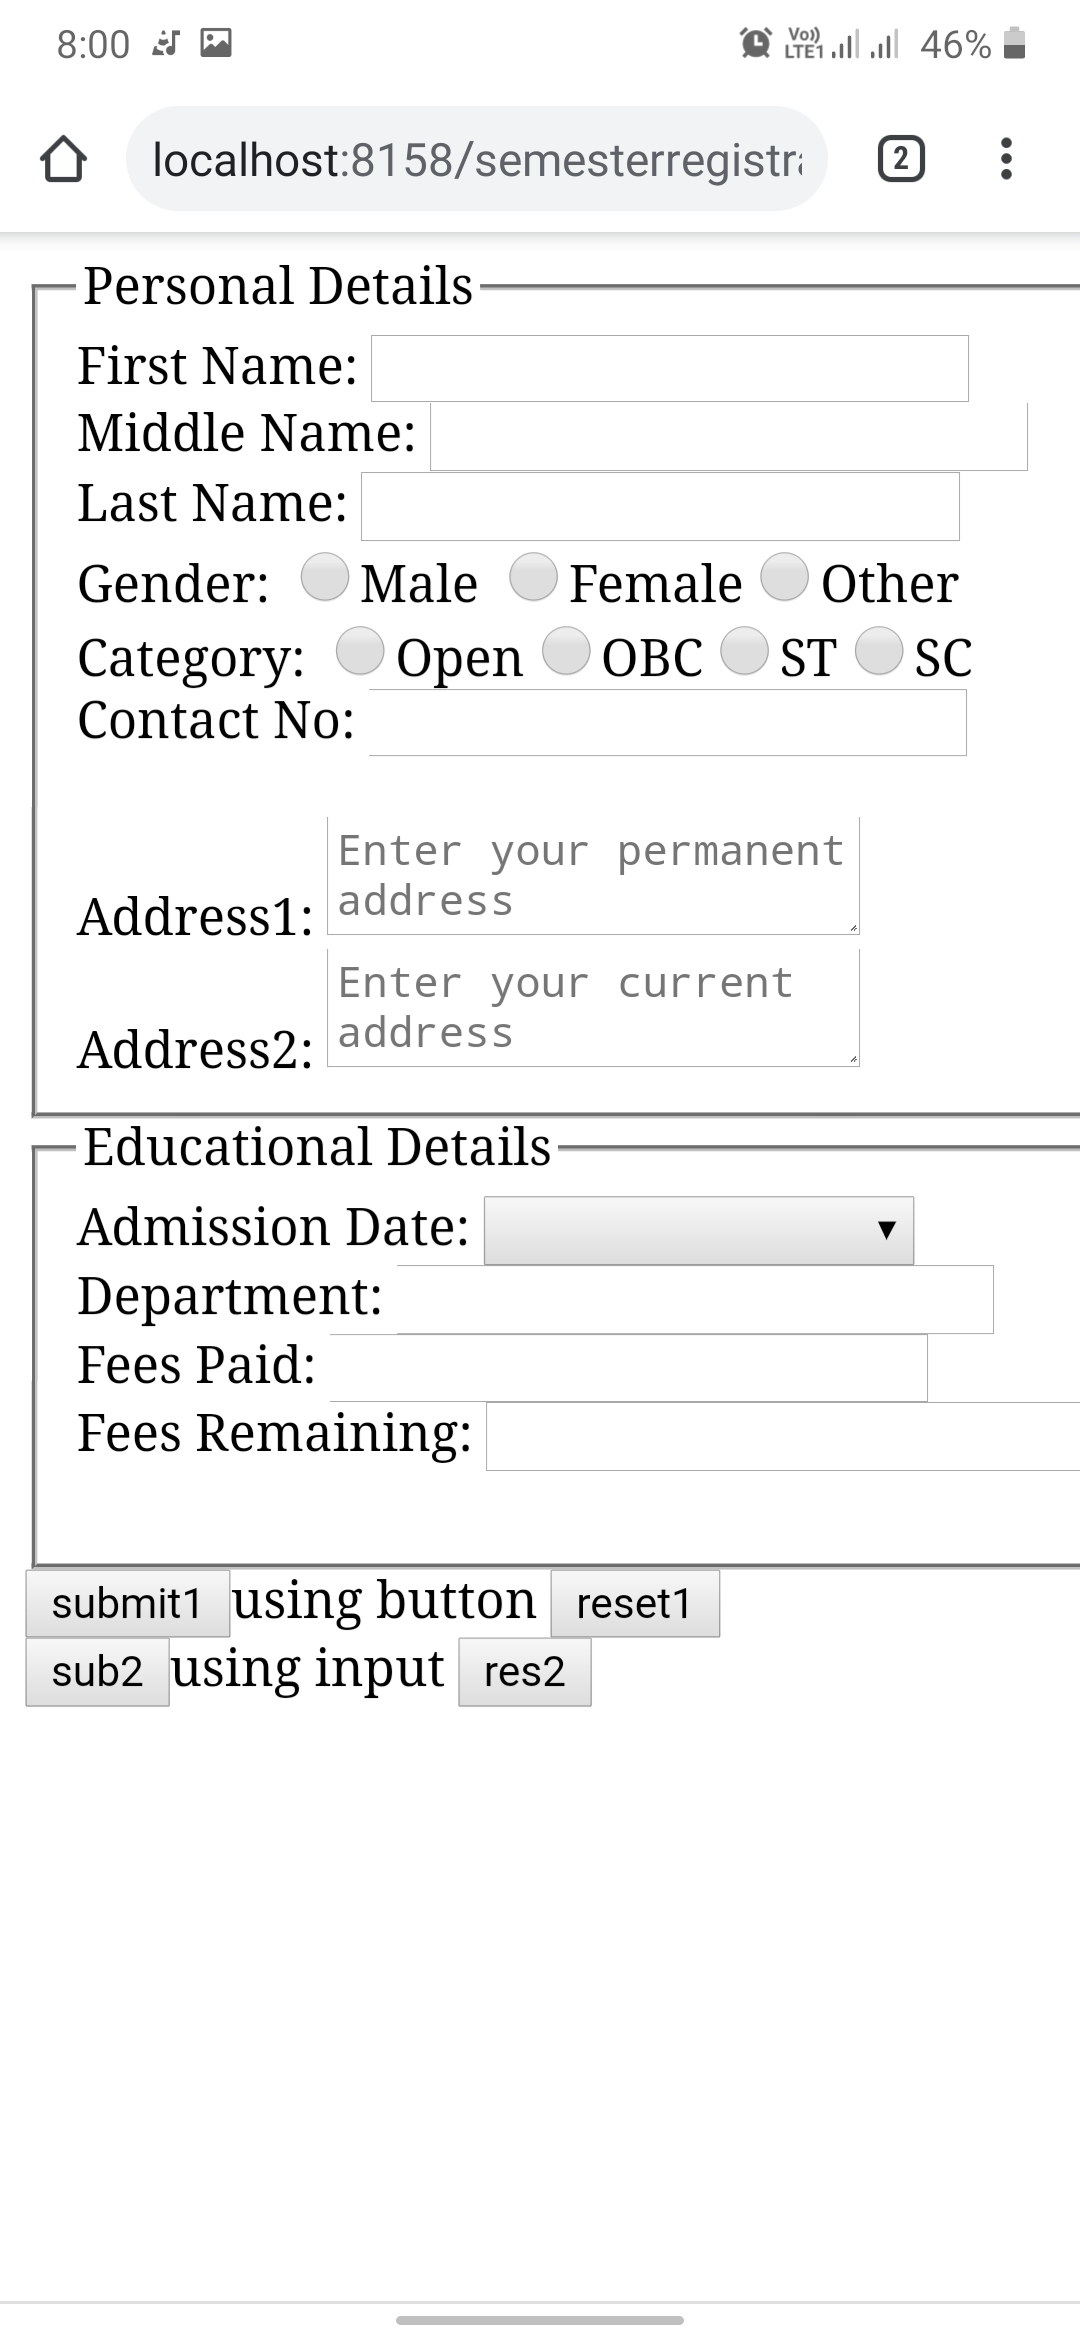 8:00 Vo)) LTE1 46%
localhost:8158/semesterregistr
2
Personal Details
First Name:
Middle Name:
Last Name:
Gender: Male Female Other
Category: Open OBC ST SC
Contact No:
Enter your permanent
address
Address1:
Enter your current
address
Address2:
Educational Details
Admission Date:
Department:
Fees Paid:
Fees Remaining:
submit1 using button reset1
sub2 using input res2